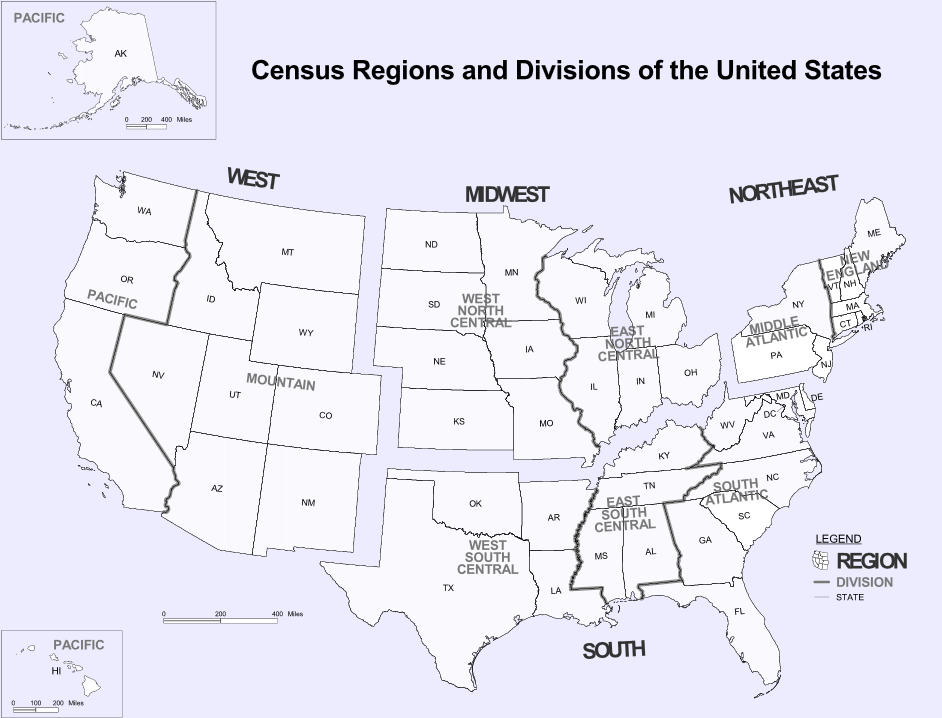 PACIFIC
AK
0 200 400 Miles
Census Regions and Divisions of the United States
WEST
MIDWEST
NORTHEAST
WA
MT
ND
MN
ME
OR
ID
SD
WI
MI
NY
VT
NH
NEW
ENGLAND
MA
CT
RI
PACIFIC
WY
WEST
NORTH
CENTRAL
EAST
NORTH
CENTRAL
MIDDLE
ATLANTIC
PA
NJ
NV
NE
IA
IL
IN
OH
MOUNTAIN
UT
CO
CA
KS
MO
WV
MD
DE
DC
VA
KY
AZ
NM
OK
AR
TN
NC
SOUTH
ATLANTIC
SC
EAST
SOUTH
CENTRAL
MS
AL
GA
WEST
SOUTH
CENTRAL
TX
LA
FL
LEGEND
REGION
DIVISION
STATE
0 200 400 Miles
SOUTH
PACIFIC
HI
0 100 200 Miles